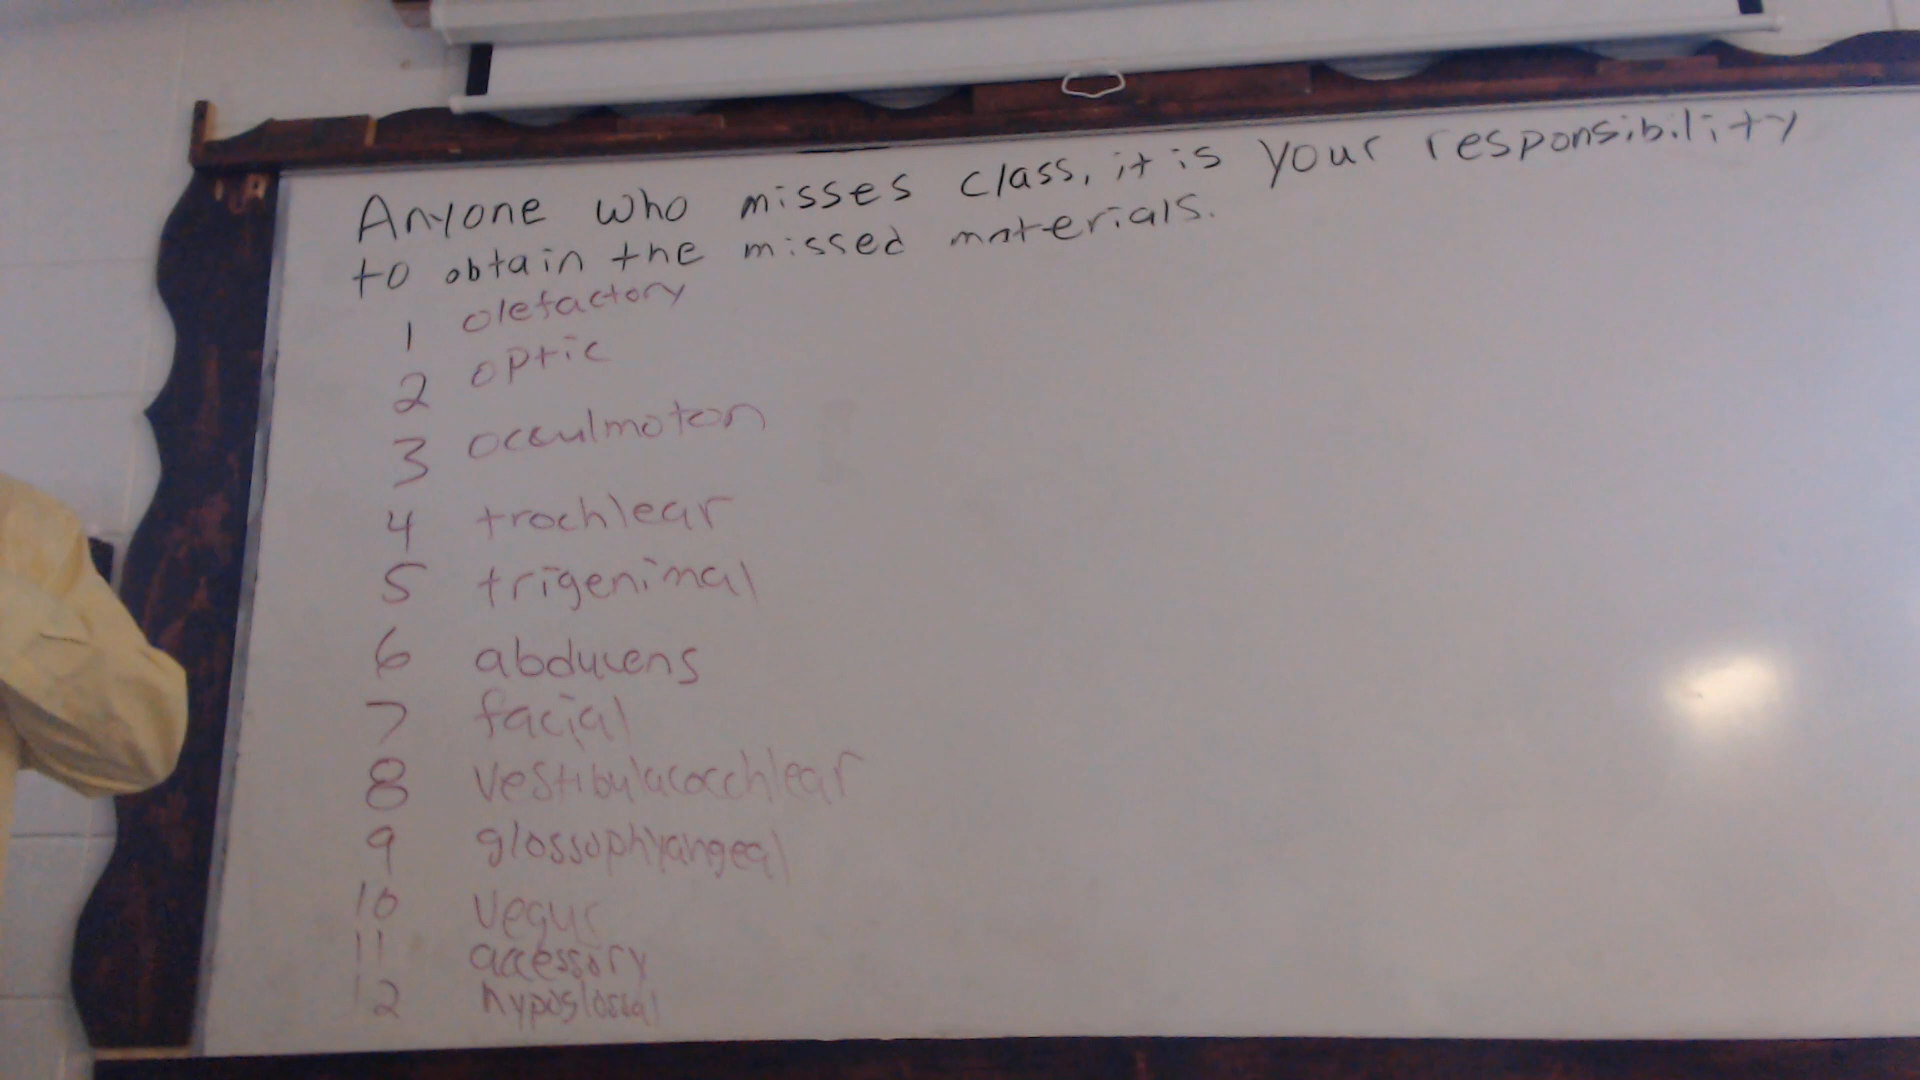 Anyone who misses class, it is your responsibility
to obtain the missed materials.
1 olefactory
2 optic
3 occulmotor
4 trochlear
5 trigenimal
6 abducens
7 facial
8 vestibulacocchlear
9 glossophyangeal
10 vegus
11 accessory
12 hypoglossal